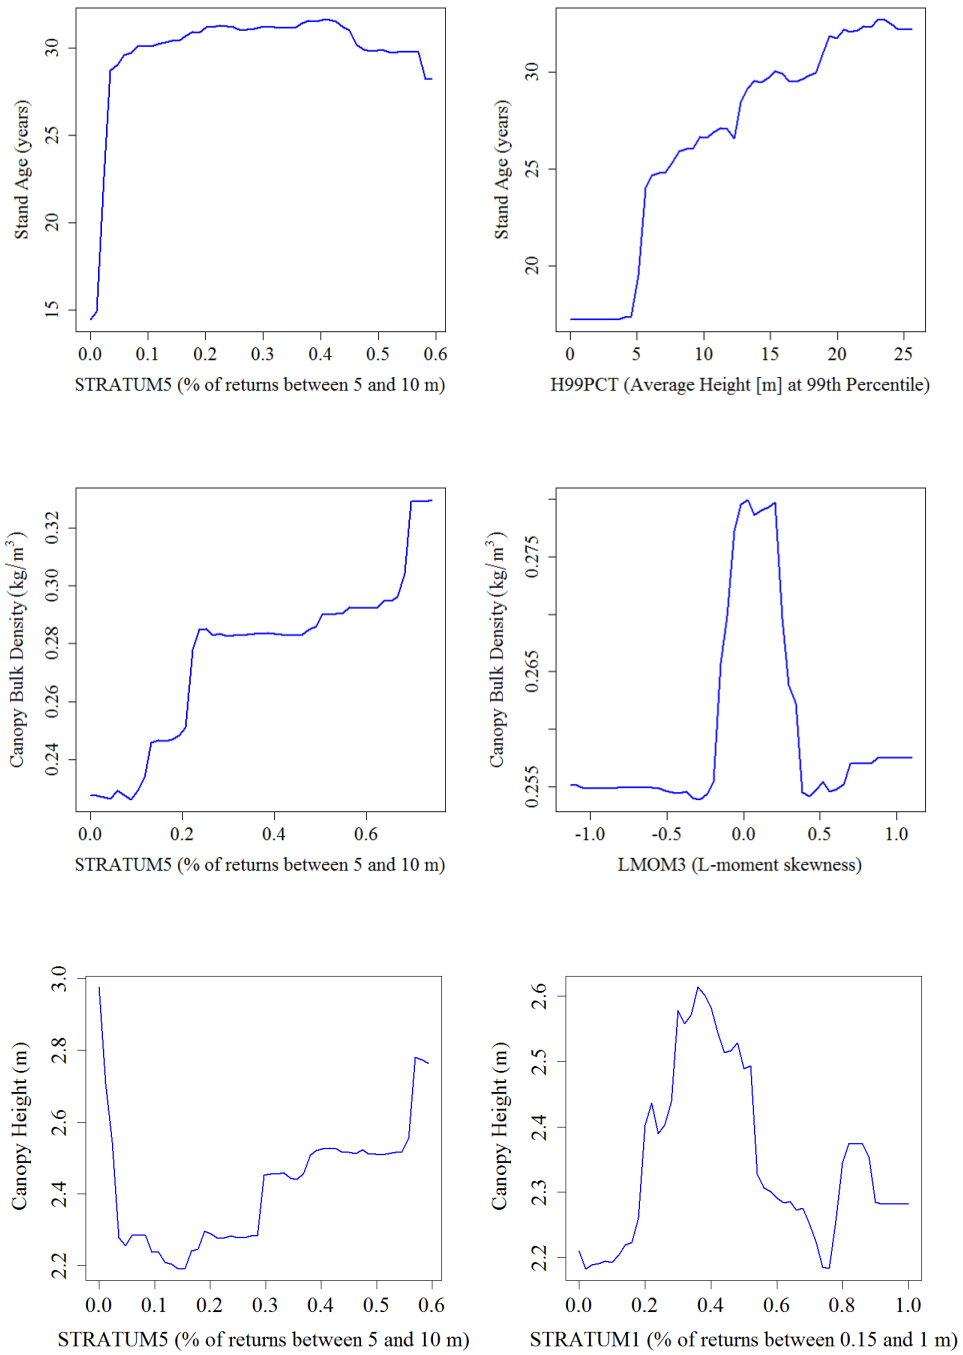 Stand Age (years)
30
25
20
15
0.0 0.1 0.2 0.3 0.4 0.5 0.6
STRATUM5 (% of returns between 5 and 10 m)
Stand Age (years)
30
25
20
0 5 10 15 20 25
H99PCT (Average Height [m] at 99th Percentile)
Canopy Bulk Density (kg/m³)
0.32
0.30
0.28
0.26
0.24
0.0 0.2 0.4 0.6
STRATUM5 (% of returns between 5 and 10 m)
Canopy Bulk Density (kg/m³)
0.275
0.265
0.255
-1.0 -0.5 0.0 0.5 1.0
LMOM3 (L-moment skewness)
Canopy Height (m)
3.0
2.8
2.6
2.4
2.2
0.0 0.1 0.2 0.3 0.4 0.5 0.6
STRATUM5 (% of returns between 5 and 10 m)
Canopy Height (m)
2.6
2.5
2.4
2.3
2.2
0.0 0.2 0.4 0.6 0.8 1.0
STRATUM1 (% of returns between 0.15 and 1 m)